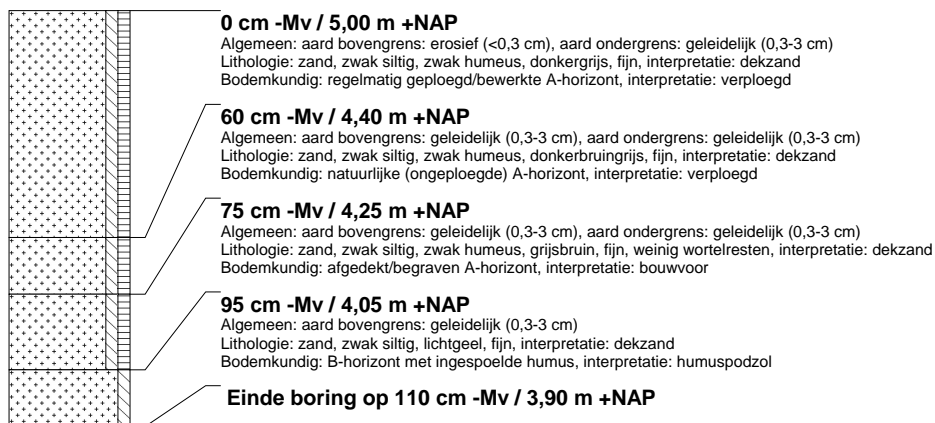 0 cm -Mv / 5,00 m +NAP
Algemeen: aard bovengrens: erosief (<0,3 cm), aard ondergrens: geleidelijk (0,3-3 cm)
Lithologie: zand, zwak siltig, zwak humeus, donkergrijs, fijn, interpretatie: dekzand
Bodemkundig: regelmatig geploegd/bewerkte A-horizont, interpretatie: verploegd
60 cm -Mv / 4,40 m +NAP
Algemeen: aard bovengrens: geleidelijk (0,3-3 cm), aard ondergrens: geleidelijk (0,3-3 cm)
Lithologie: zand, zwak siltig, zwak humeus, donkerbruingrijs, fijn, interpretatie: dekzand
Bodemkundig: natuurlijke (ongeploegde) A-horizont, interpretatie: verploegd
75 cm -Mv / 4,25 m +NAP
Algemeen: aard bovengrens: geleidelijk (0,3-3 cm), aard ondergrens: geleidelijk (0,3-3 cm)
Lithologie: zand, zwak siltig, zwak humeus, grijsbruin, fijn, weinig wortelresten, interpretatie: dekzand
Bodemkundig: afgedekt/begraven A-horizont, interpretatie: bouwvoor
95 cm -Mv / 4,05 m +NAP
Algemeen: aard bovengrens: geleidelijk (0,3-3 cm)
Lithologie: zand, zwak siltig, lichtgeel, fijn, interpretatie: dekzand
Bodemkundig: B-horizont met ingespoelde humus, interpretatie: humuspodzol
Einde boring op 110 cm -Mv / 3,90 m +NAP